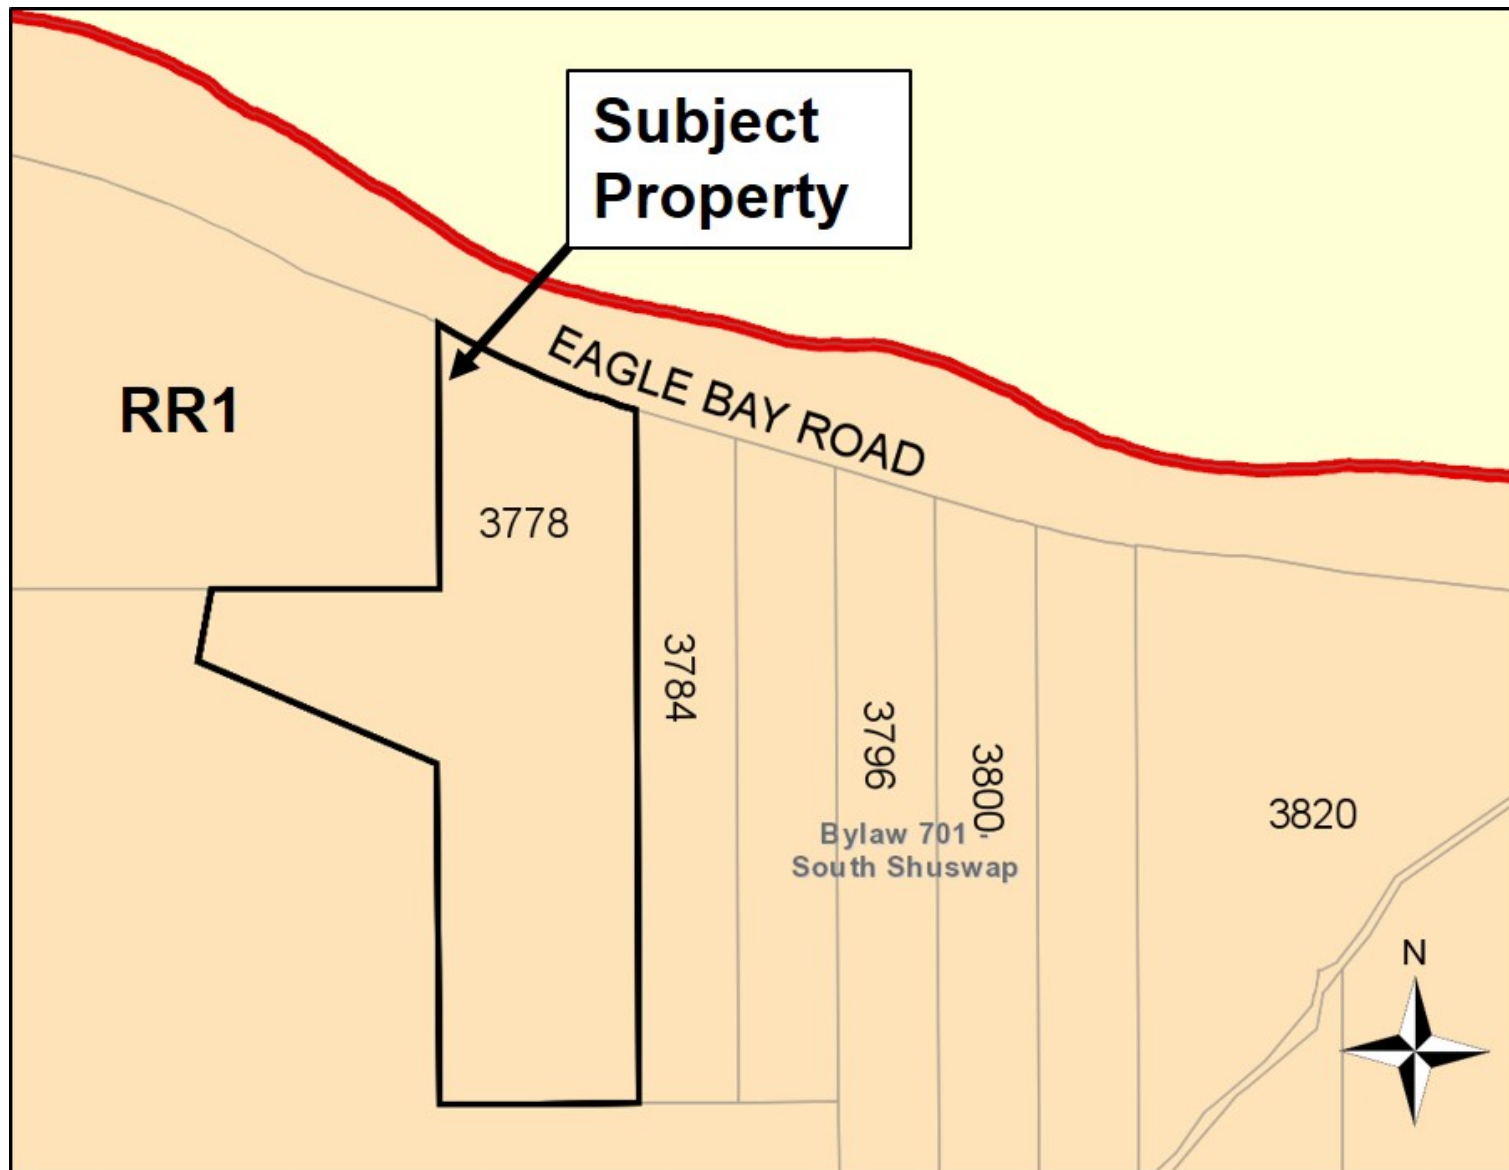 Subject
Property
EAGLE BAY ROAD
RR1
3778
3784
3796
3800
3820
Bylaw 701 -
South Shuswap
N